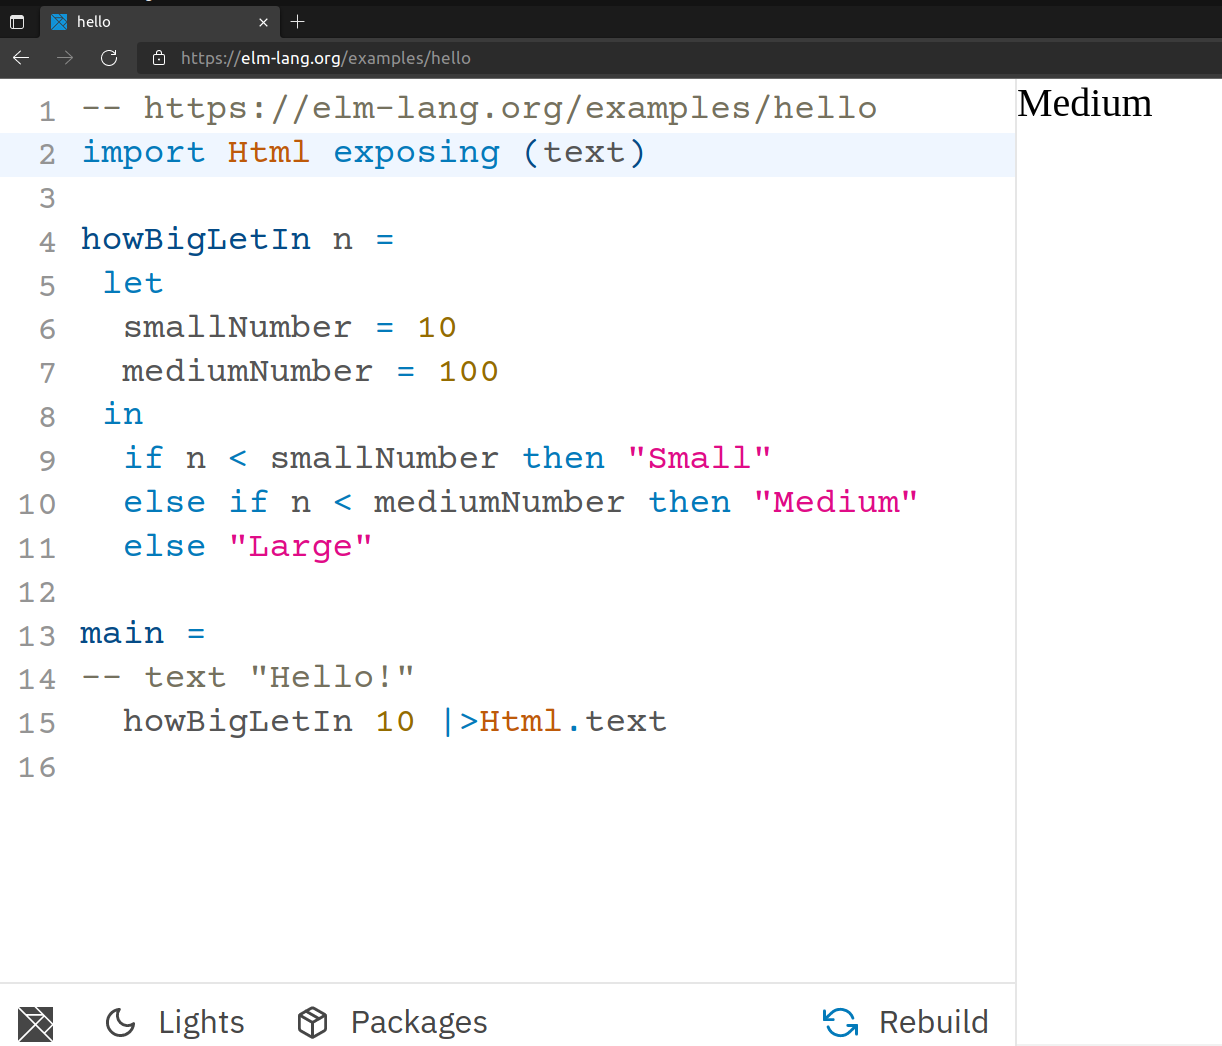 hello
https://elm-lang.org/examples/hello
1 -- https://elm-lang.org/examples/hello
2 import Html exposing (text)
3
4 howBigLetIn n =
5  let
6   smallNumber = 10
7   mediumNumber = 100
8  in
9   if n < smallNumber then "Small"
10   else if n < mediumNumber then "Medium"
11   else "Large"
12
13 main =
14 -- text "Hello!"
15   howBigLetIn 10 |>Html.text
16
Medium
Lights Packages Rebuild